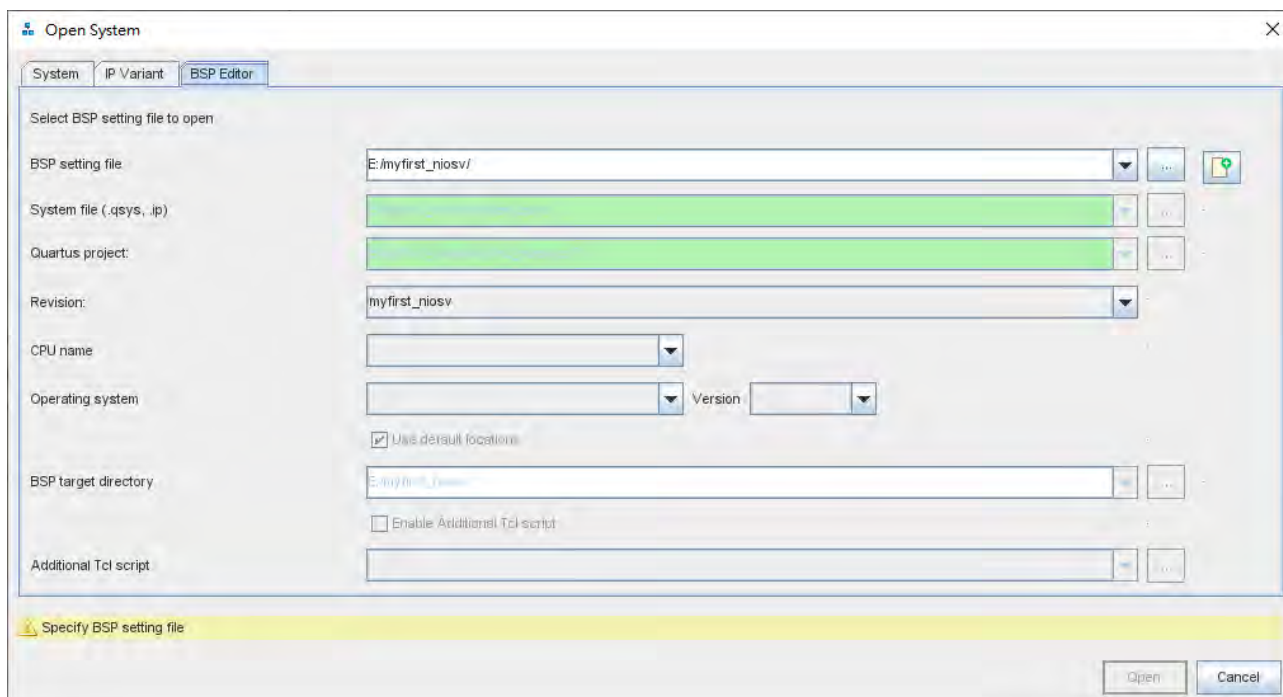 Open System
System IP Variant BSP Editor
Select BSP setting file to open
BSP setting file E:/myfirst_niosv/ ...
System file (.qsys, .ip) ...
Quartus project: ...
Revision: myfirst_niosv
CPU name
Operating system Version
Use default locations
BSP target directory E:/myfirst_niosv/ ...
Enable Additional Tcl script
Additional Tcl script ...
Specify BSP setting file
Open Cancel